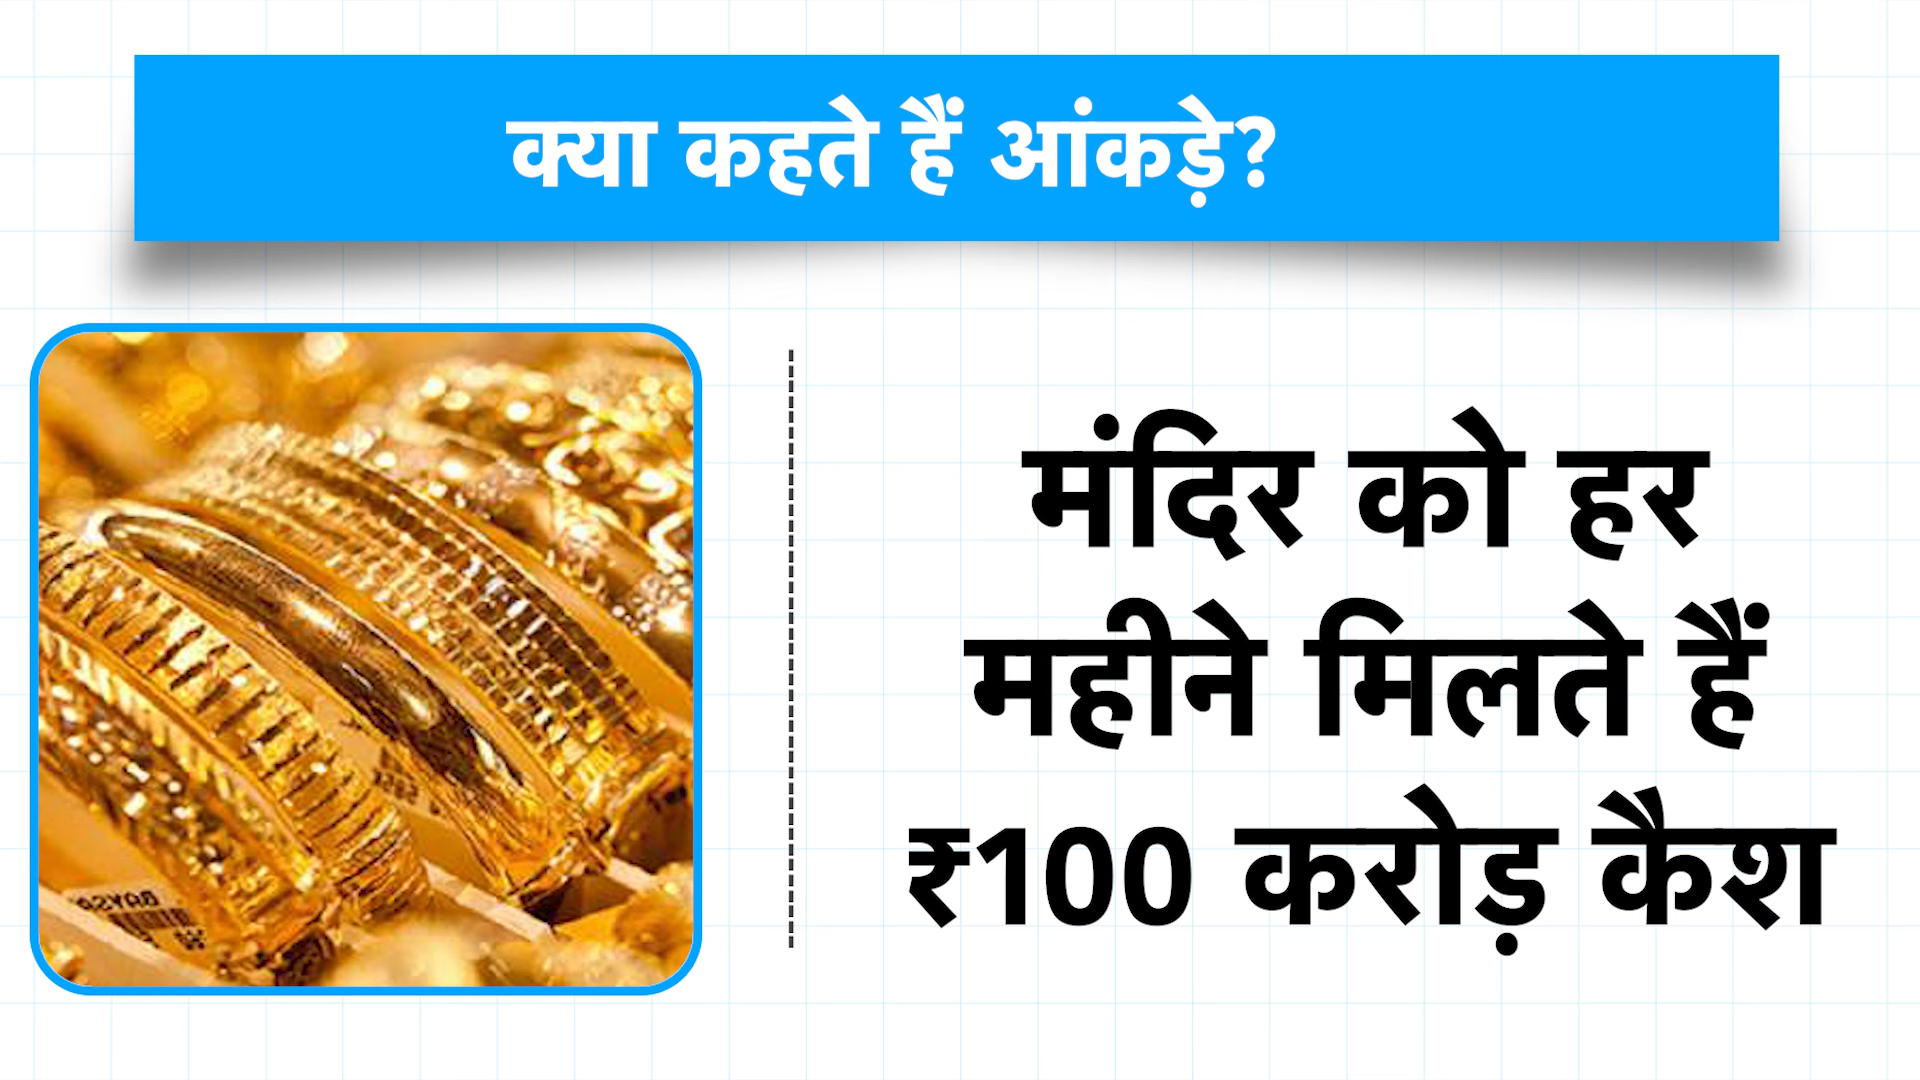 क्या कहते हैं आंकड़े?
मंदिर को हर
महीने मिलते हैं
₹100 करोड़ कैश